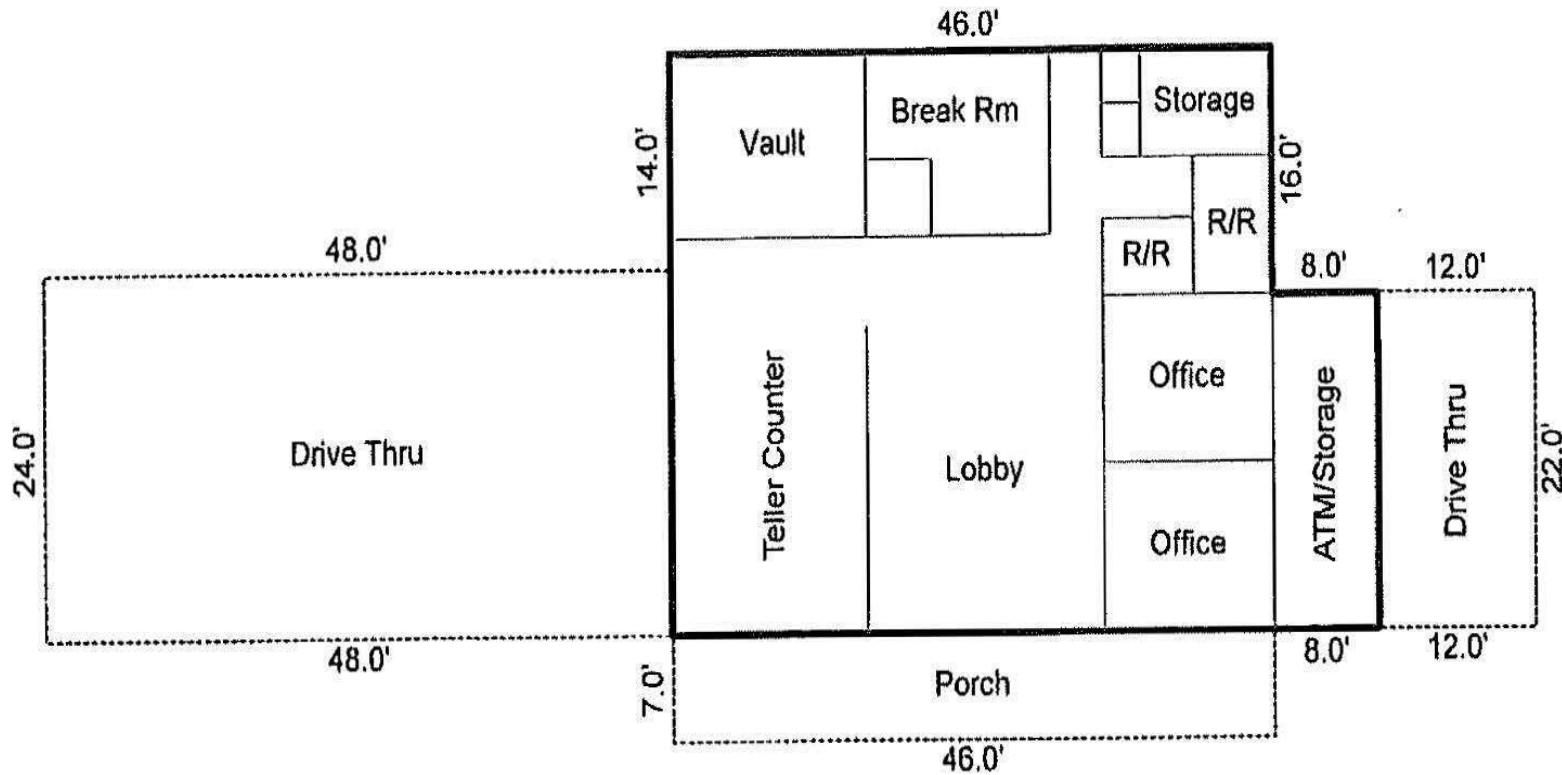 46.0'
Vault
Break Rm
Storage
14.0'
16.0'
R/R
R/R
48.0'
8.0'
12.0'
24.0'
Drive Thru
Teller Counter
Lobby
Office
Office
ATM/Storage
Drive Thru
22.0'
48.0'
7.0'
Porch
8.0'
12.0'
46.0'